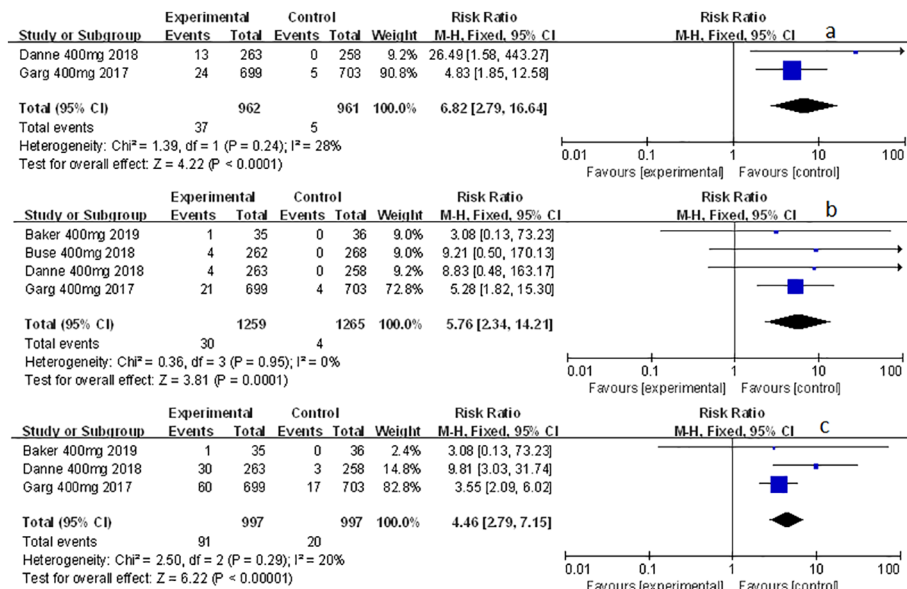 Experimental Control Risk Ratio Risk Ratio
Study or Subgroup Events Total Events Total Weight M-H, Fixed, 95% CI M-H, Fixed, 95% CI a
Danne 400mg 2018 13 263 0 258 9.2% 26.49 [1.58, 443.27]
Garg 400mg 2017 24 699 5 703 90.8% 4.83 [1.85, 12.58]
Total (95% CI) 962 961 100.0% 6.82 [2.79, 16.64]
Total events 37 5
Heterogeneity: Chi² = 1.39, df = 1 (P = 0.24); I² = 28%
Test for overall effect: Z = 4.22 (P < 0.0001)
0.01 0.1 1 10 100
Favours [experimental] Favours [control]
Experimental Control Risk Ratio Risk Ratio
Study or Subgroup Events Total Events Total Weight M-H, Fixed, 95% CI M-H, Fixed, 95% CI b
Baker 400mg 2019 1 35 0 36 9.0% 3.08 [0.13, 73.23]
Buse 400mg 2018 4 262 0 268 9.0% 9.21 [0.50, 170.13]
Danne 400mg 2018 4 263 0 258 9.2% 8.83 [0.48, 163.17]
Garg 400mg 2017 21 699 4 703 72.8% 5.28 [1.82, 15.30]
Total (95% CI) 1259 1265 100.0% 5.76 [2.34, 14.21]
Total events 30 4
Heterogeneity: Chi² = 0.36, df = 3 (P = 0.95); I² = 0%
Test for overall effect: Z = 3.81 (P = 0.0001)
0.01 0.1 1 10 100
Favours [experimental] Favours [control]
Experimental Control Risk Ratio Risk Ratio
Study or Subgroup Events Total Events Total Weight M-H, Fixed, 95% CI M-H, Fixed, 95% CI c
Baker 400mg 2019 1 35 0 36 2.4% 3.08 [0.13, 73.23]
Danne 400mg 2018 30 263 3 258 14.8% 9.81 [3.03, 31.74]
Garg 400mg 2017 60 699 17 703 82.8% 3.55 [2.09, 6.02]
Total (95% CI) 997 997 100.0% 4.46 [2.79, 7.15]
Total events 91 20
Heterogeneity: Chi² = 2.50, df = 2 (P = 0.29); I² = 20%
Test for overall effect: Z = 6.22 (P < 0.00001)
0.01 0.1 1 10 100
Favours [experimental] Favours [control]